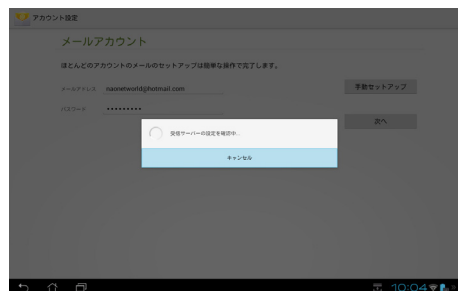 アカウント設定
メールアカウント
ほとんどのアカウントのメールのセットアップは簡単な操作で完了します。
メールアドレス naonetworld@hotmail.com 手動セットアップ
パスワード •••••••••
次へ
受信サーバーの設定を確認中...
キャンセル
10:04